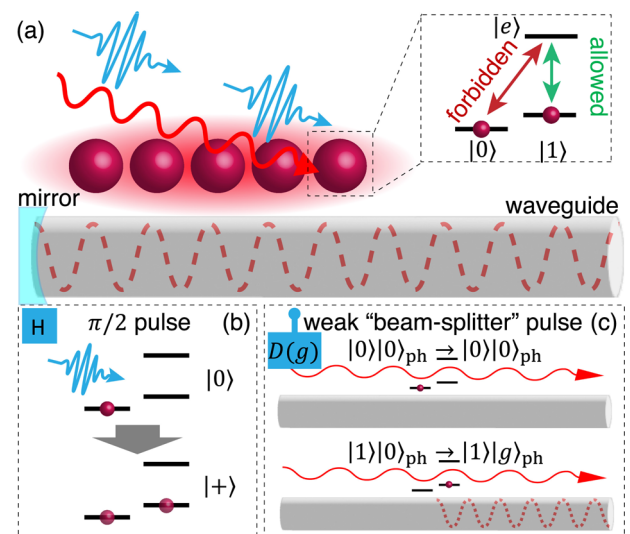 (a)
|e⟩
forbidden
allowed
|0⟩
|1⟩
mirror
waveguide
H
π/2 pulse
(b)
|0⟩
|+⟩
weak "beam-splitter" pulse (c)
D(g)
|0⟩|0⟩ph → |0⟩|0⟩ph
|1⟩|0⟩ph → |1⟩|g⟩ph